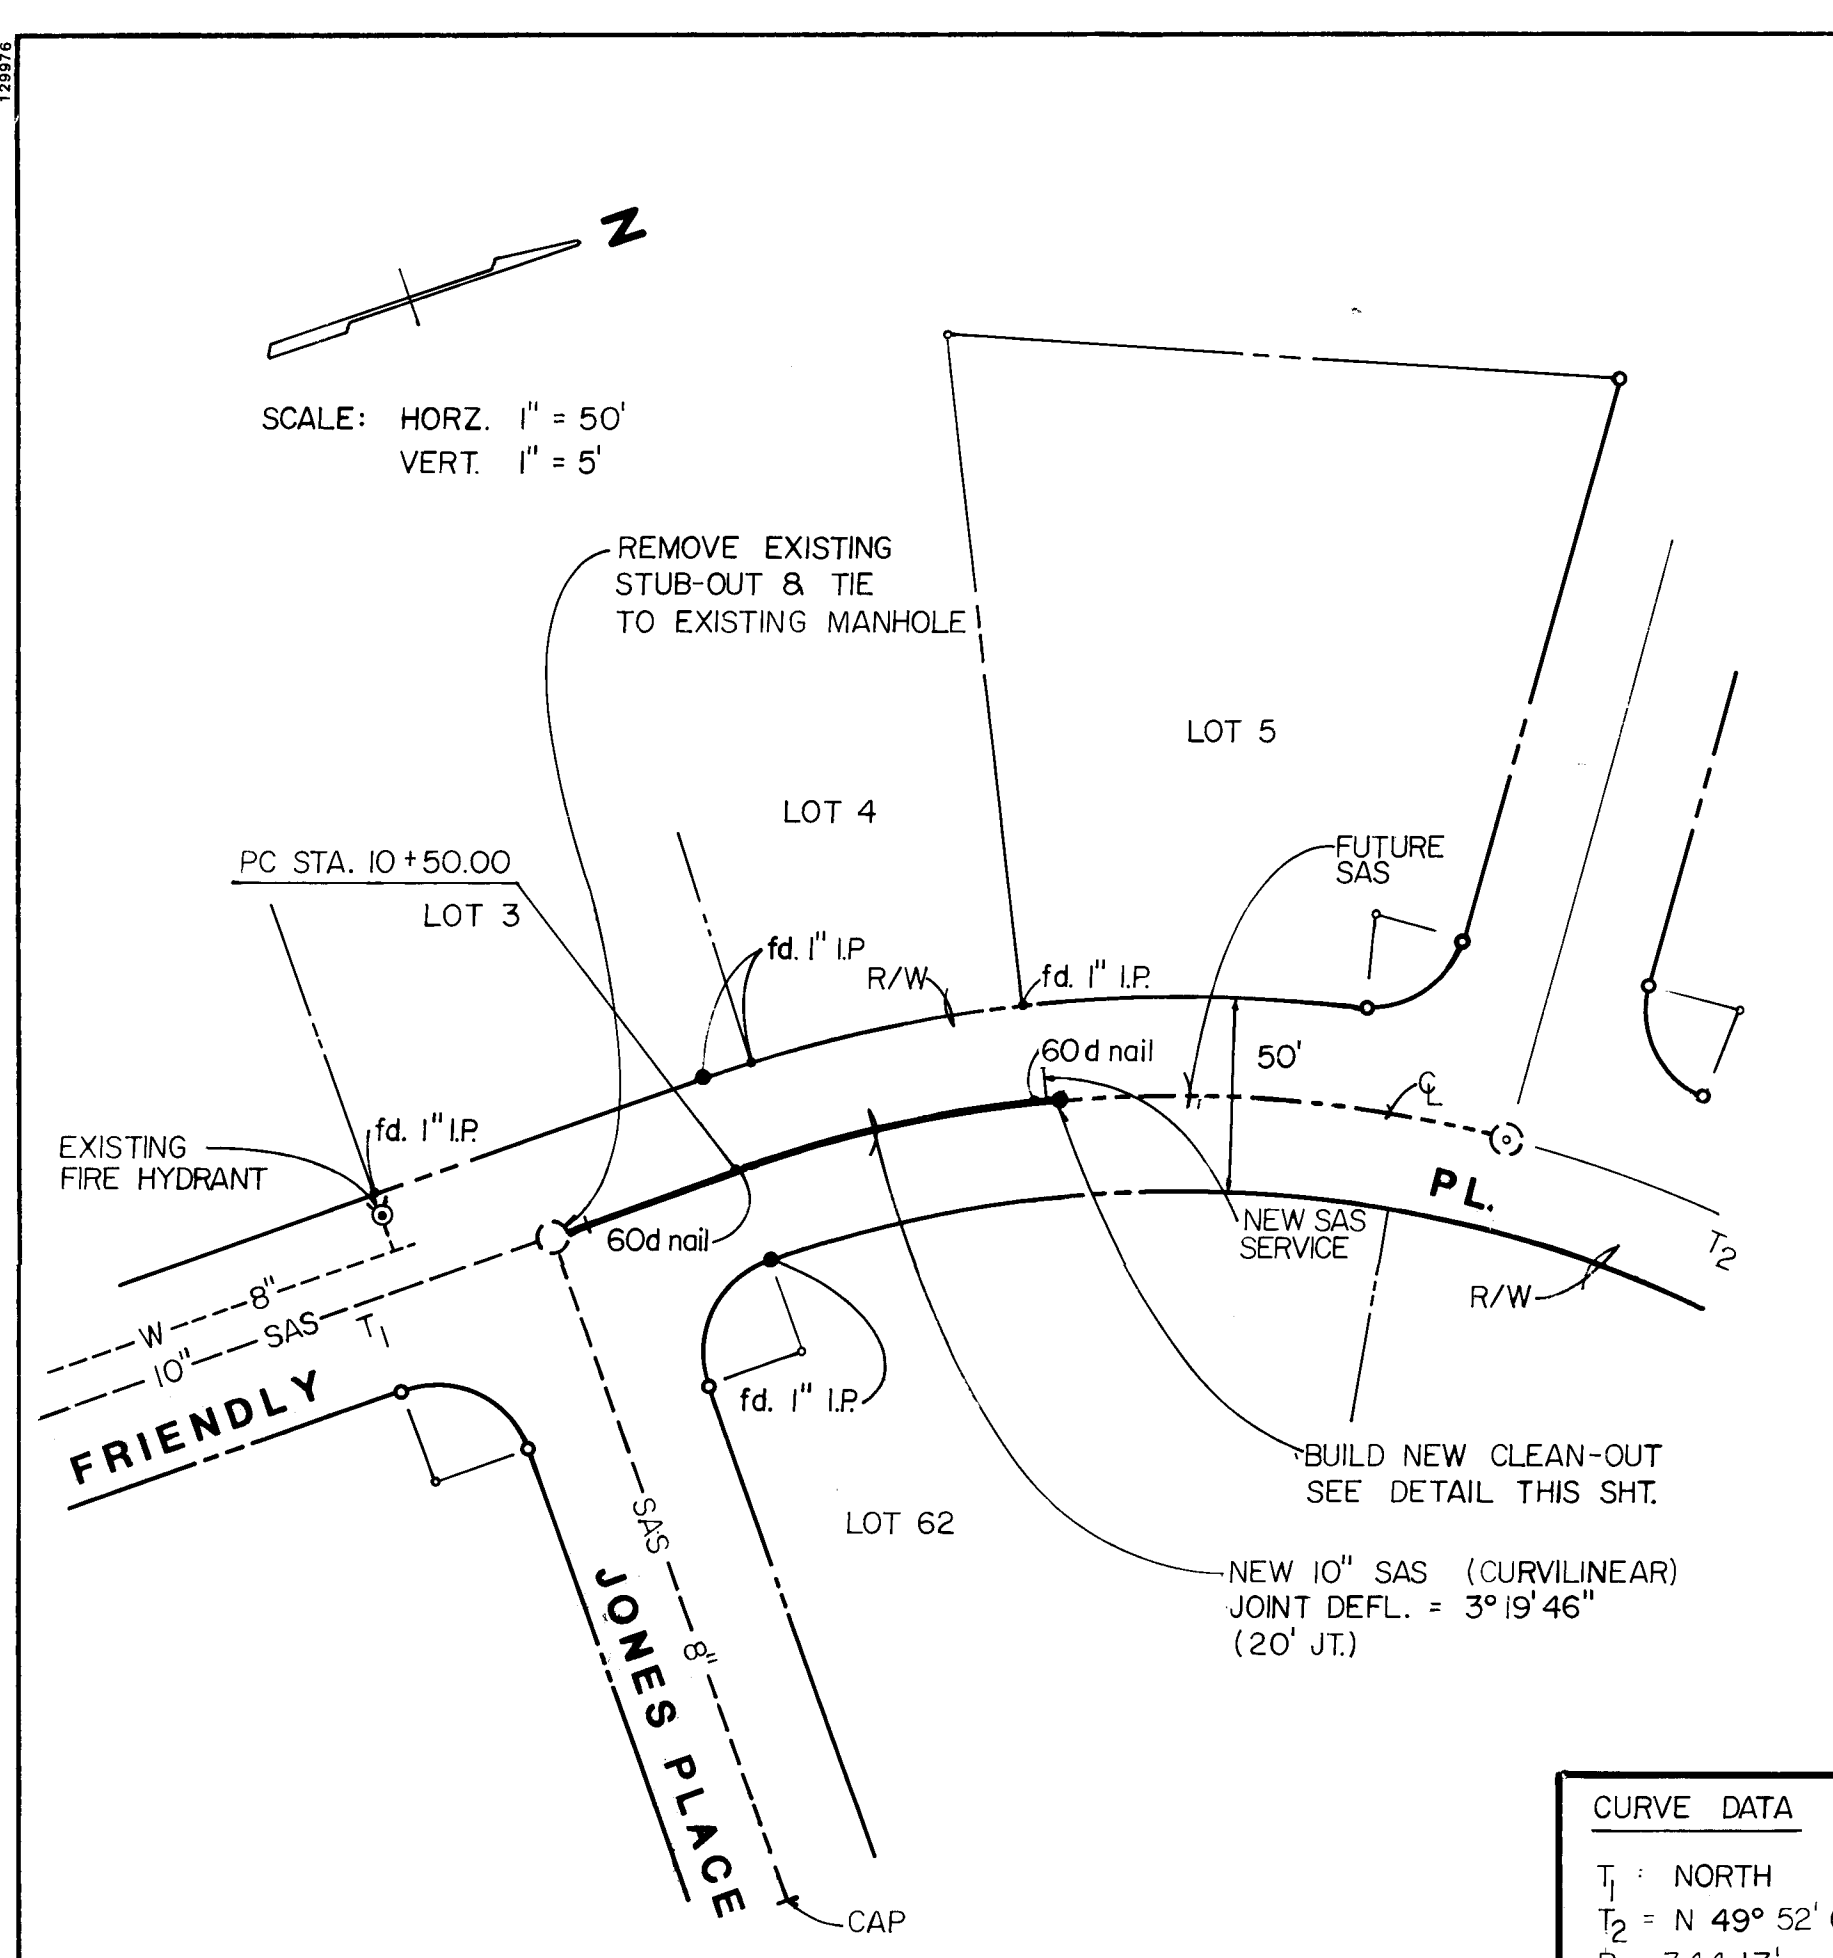 129976
N
SCALE: HORZ. 1" = 50'
VERT. 1" = 5'
REMOVE EXISTING
STUB-OUT & TIE
TO EXISTING MANHOLE
LOT 5
LOT 4
PC STA. 10+50.00
LOT 3
FUTURE
SAS
fd. 1" I.P.
R/W
fd. 1" I.P.
60d nail
50'
CL
EXISTING
FIRE HYDRANT
fd. 1" I.P.
PL.
60d nail
NEW SAS
SERVICE
T2
R/W
W 8"
10" SAS
T1
FRIENDLY
fd. 1" I.P.
BUILD NEW CLEAN-OUT
SEE DETAIL THIS SHT.
LOT 62
SAS 8"
JONES PLACE
NEW 10" SAS (CURVILINEAR)
JOINT DEFL. = 3°19'46"
(20' JT.)
CURVE DATA
T1 : NORTH
T2 = N 49° 52'
CAP